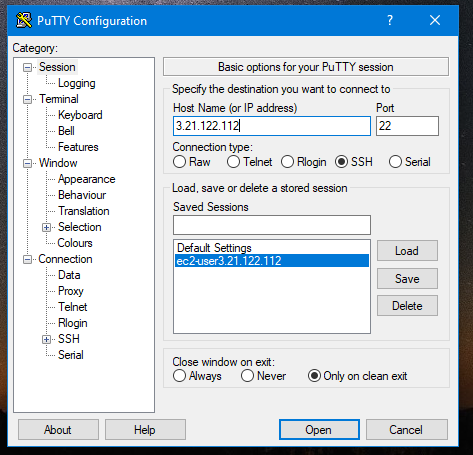 PuTTY Configuration
Category:
Session
Logging
Terminal
Keyboard
Bell
Features
Window
Appearance
Behaviour
Translation
Selection
Colours
Connection
Data
Proxy
Telnet
Rlogin
SSH
Serial
Basic options for your PuTTY session
Specify the destination you want to connect to
Host Name (or IP address) Port
3.21.122.112 22
Connection type:
Raw Telnet Rlogin SSH Serial
Load, save or delete a stored session
Saved Sessions
Default Settings
ec2-user3.21.122.112
Load
Save
Delete
Close window on exit:
Always Never Only on clean exit
About Help Open Cancel